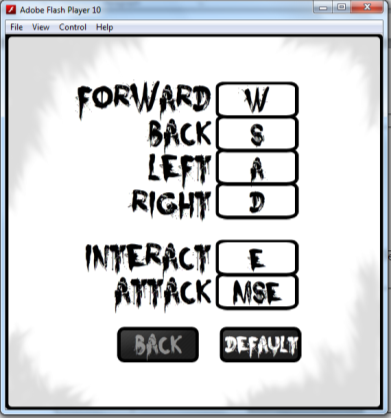 Adobe Flash Player 10
File View Control Help
FORWARD W
BACK S
LEFT A
RIGHT D
INTERACT E
ATTACK MSE
BACK DEFAULT